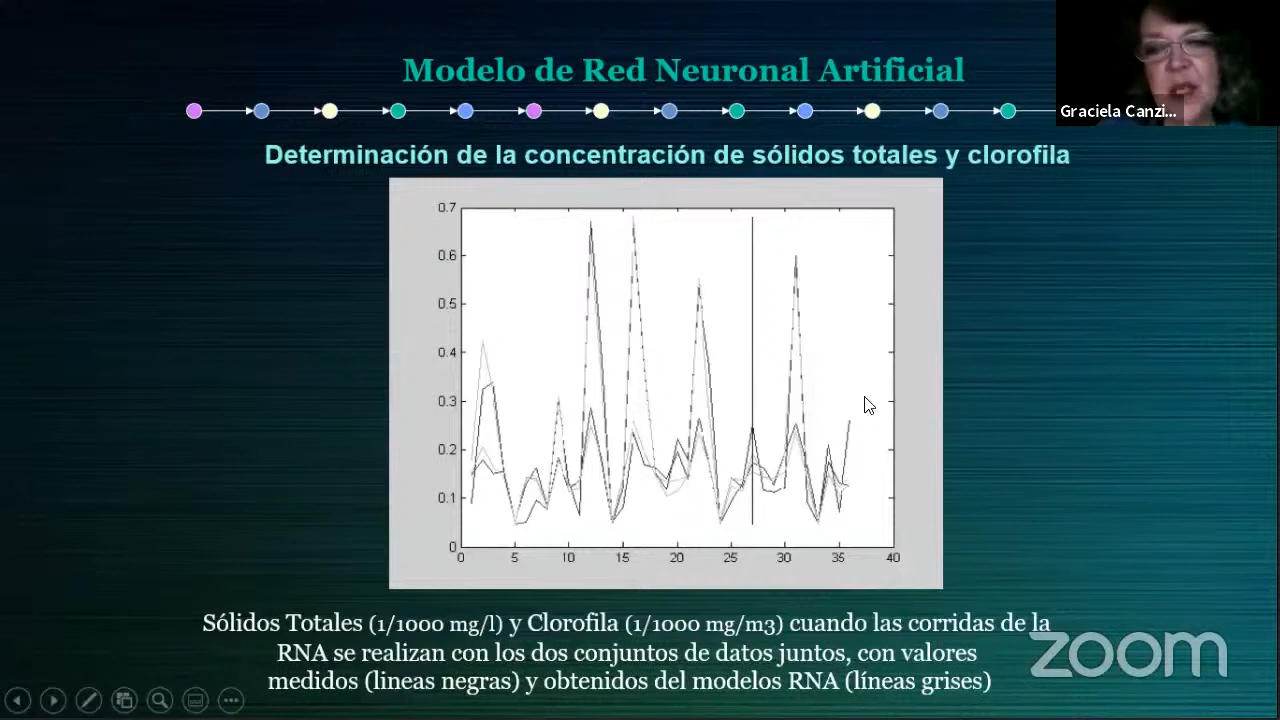 Modelo de Red Neuronal Artificial
Graciela Canzi...
Determinación de la concentración de sólidos totales y clorofila
0.7
0.6
0.5
0.4
0.3
0.2
0.1
0
0 5 10 15 20 25 30 35 40
Sólidos Totales (1/1000 mg/l) y Clorofila (1/1000 mg/m3) cuando las corridas de la
RNA se realizan con los dos conjuntos de datos juntos, con valores
medidos (lineas negras) y obtenidos del modelos RNA (líneas grises)
zoom